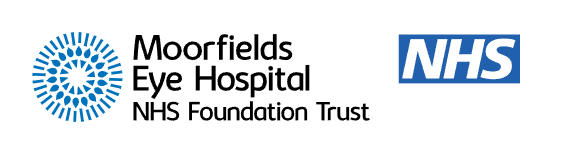 Moorfields
Eye Hospital
NHS Foundation Trust
NHS